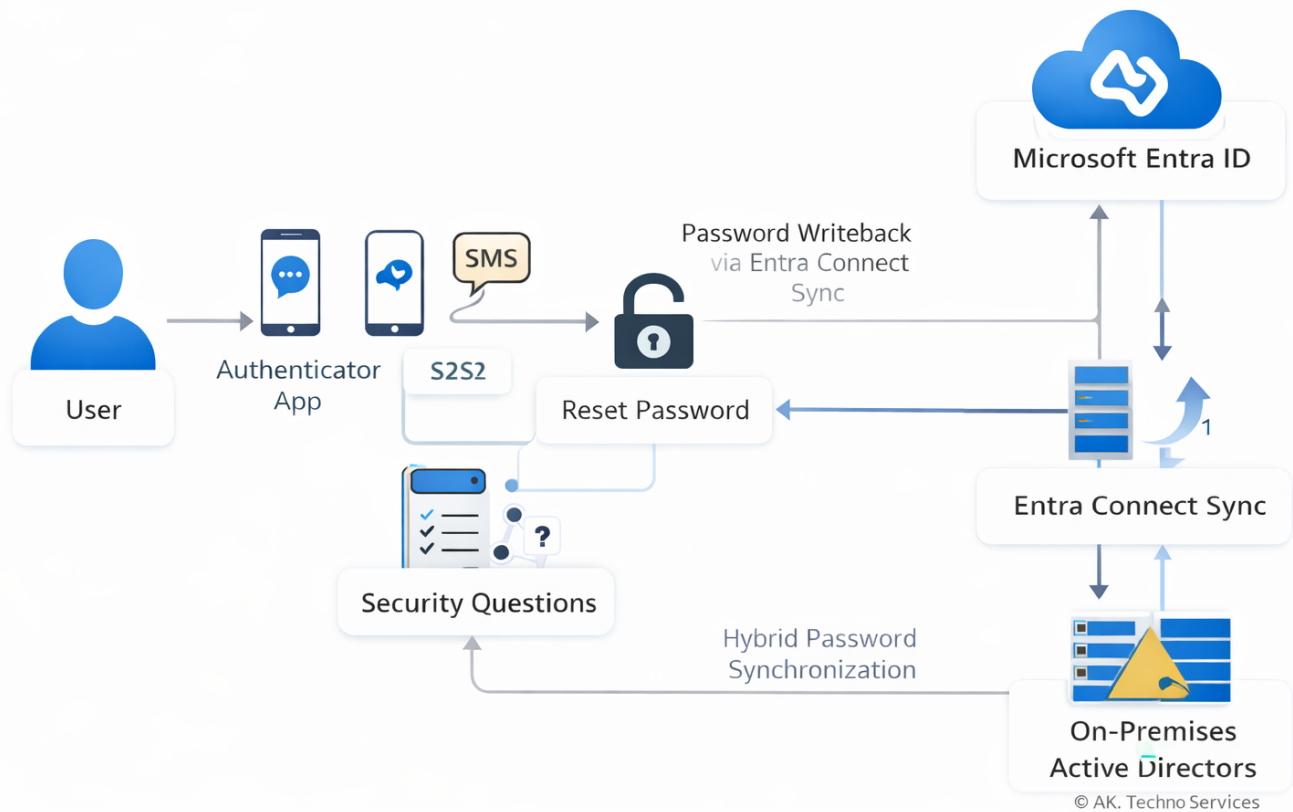 Microsoft Entra ID
SMS
Password Writeback
via Entra Connect
Sync
Authenticator
App
S2S2
User
Reset Password
1
Entra Connect Sync
?
Security Questions
Hybrid Password
Synchronization
On-Premises
Active Directors
© AK. Techno Services